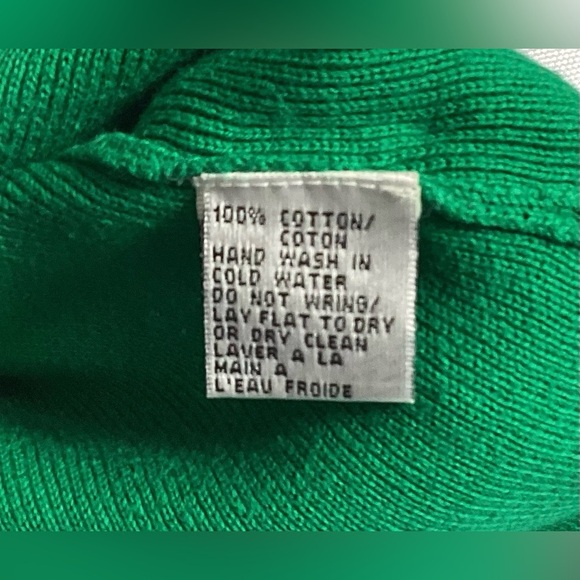 100% COTTON/
COTON
HAND WASH IN
COLD WATER
DO NOT WRING/
LAY FLAT TO DRY
OR DRY CLEAN
LAVER A LA
MAIN A
L'EAU FROIDE